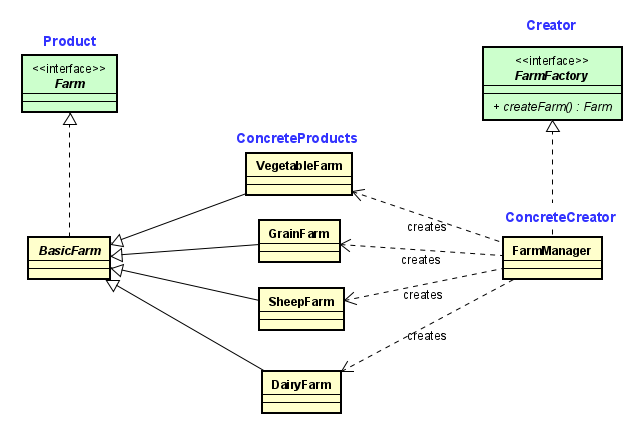 Creator
Product
<<interface>>
Farm
<<interface>>
FarmFactory
+ createFarm() : Farm
ConcreteProducts
VegetableFarm
ConcreteCreator
creates
GrainFarm
BasicFarm
FarmManager
creates
creates
SheepFarm
creates
DairyFarm